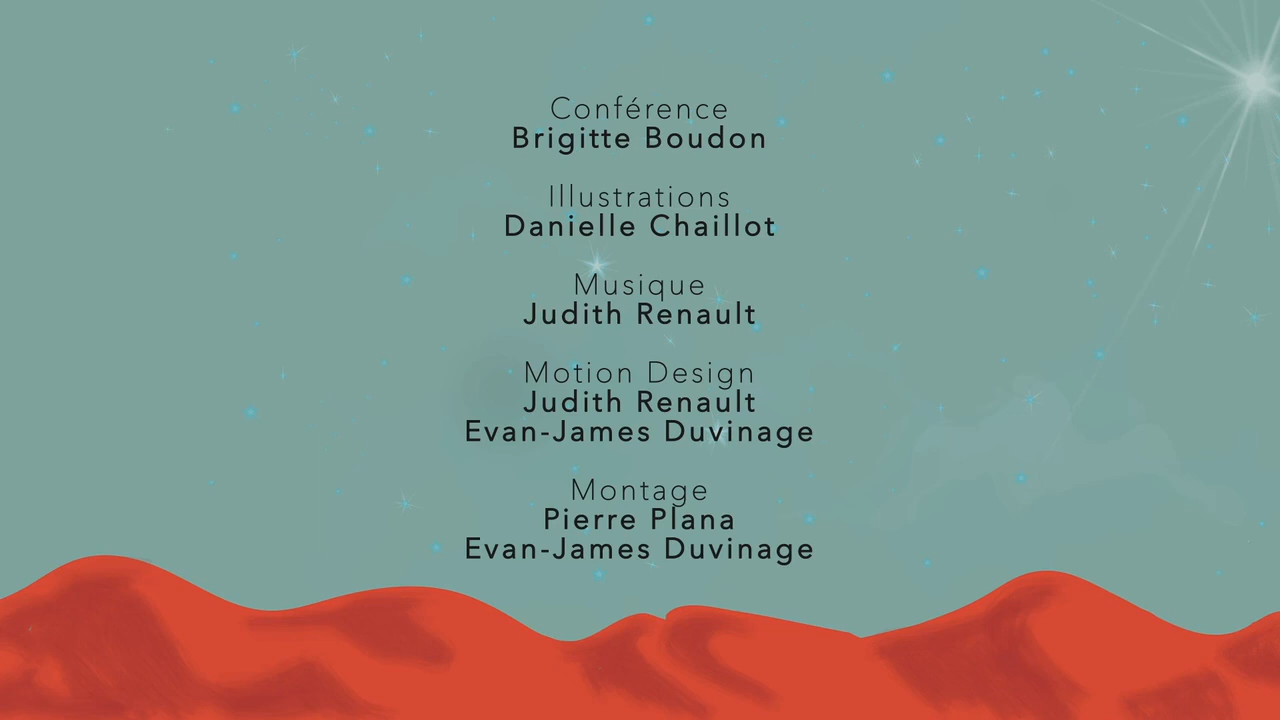 Conférence
Brigitte Boudon
Illustrations
Danielle Chaillot
Musique
Judith Renault
Motion Design
Judith Renault
Evan-James Duvinage
Montage
Pierre Plana
Evan-James Duvinage